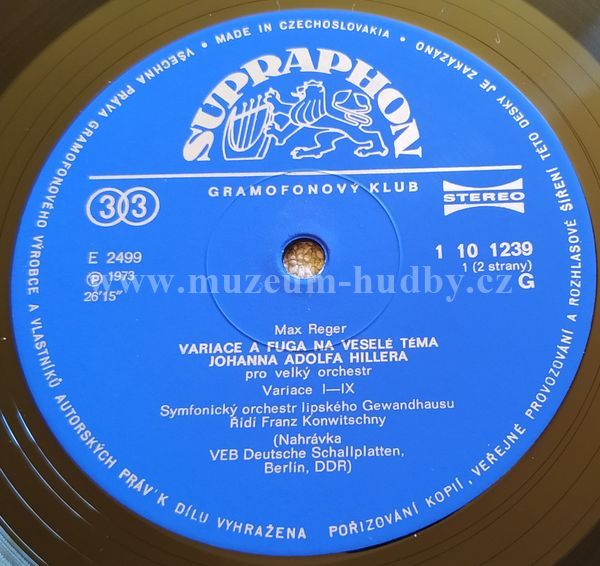 • MADE IN CZECHOSLOVAKIA •
VŠECHNA PRÁVA GRAMOFONOVÉHO VÝROBCE A VLASTNÍKŮ AUTORSKÝCH PRÁV K DÍLU VYHRAŽENA
POŘIZOVÁNÍ KOPIÍ, VEŘEJNÉ PROVOZOVÁNÍ A ROZHLASOVÉ ŠÍŘENÍ TÉTO DESKY JE ZAKÁZÁNO
SUPRAPHON
GRAMOFONOVÝ KLUB
33
STEREO
E 2499
℗ 1973
26'15"
1 10 1239
1 (2 strany)
G
www.muzeum-hudby.cz
Max Reger
VARIACE A FUGA NA VESELÉ TÉMA
JOHANNA ADOLFA HILLERA
pro velký orchestr
Variace I—IX
Symfonický orchestr lipského Gewandhausu
Řídí Franz Konwitschny
(Nahrávka
VEB Deutsche Schallplatten,
Berlín, DDR)